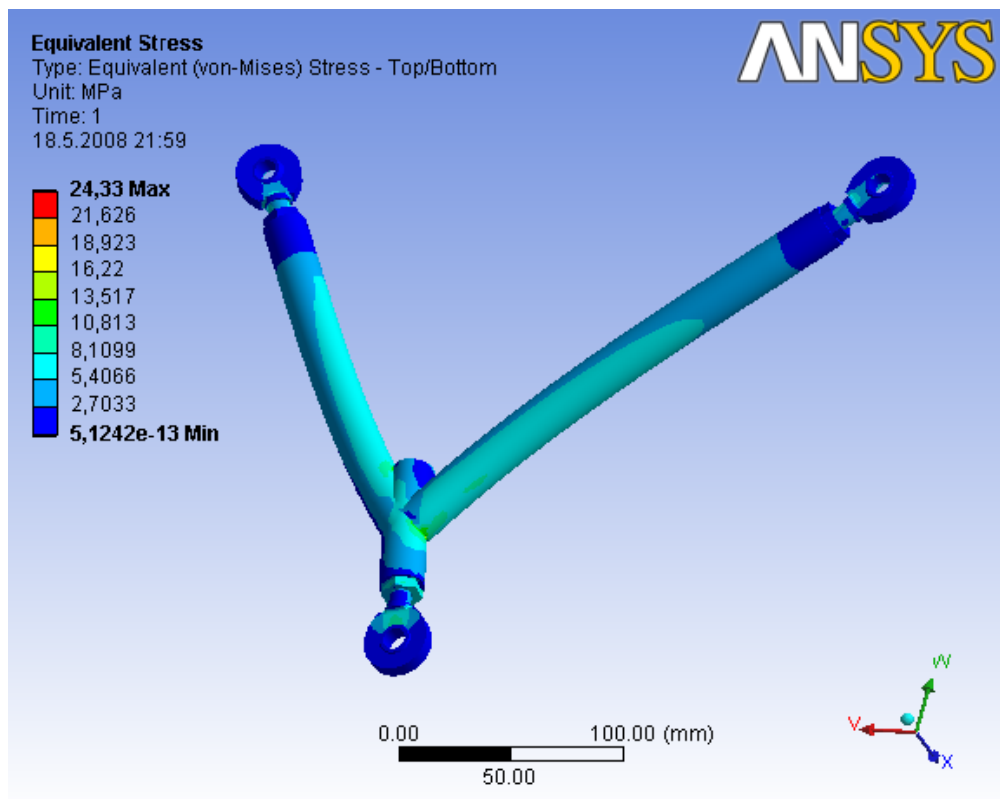 Equivalent Stress
Type: Equivalent (von-Mises) Stress - Top/Bottom
Unit: MPa
Time: 1
18.5.2008 21:59
ANSYS
24,33 Max
21,626
18,923
16,22
13,517
10,813
8,1099
5,4066
2,7033
5,1242e-13 Min
0.00
100.00 (mm)
50.00
W
V
X